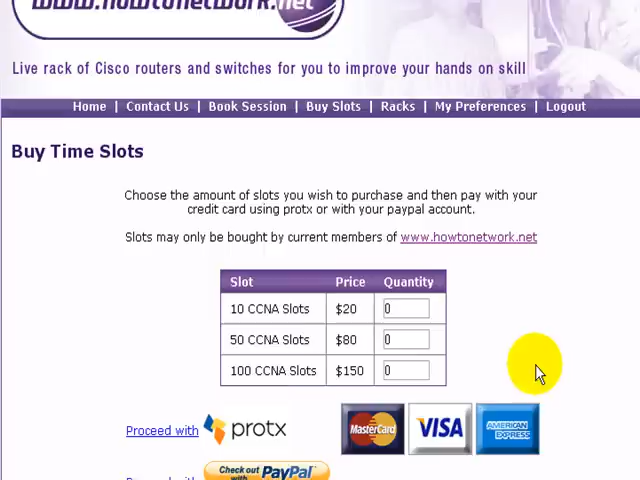 www.howtonetwork.net
Live rack of Cisco routers and switches for you to improve your hands on skill
Home | Contact Us | Book Session | Buy Slots | Racks | My Preferences | Logout
Buy Time Slots
Choose the amount of slots you wish to purchase and then pay with your
credit card using protx or with your paypal account.
Slots may only be bought by current members of www.howtonetwork.net
Slot Price Quantity
10 CCNA Slots $20 0
50 CCNA Slots $80 0
100 CCNA Slots $150 0
Proceed with protx MasterCard VISA AMERICAN EXPRESS
Proceed with Check out with PayPal